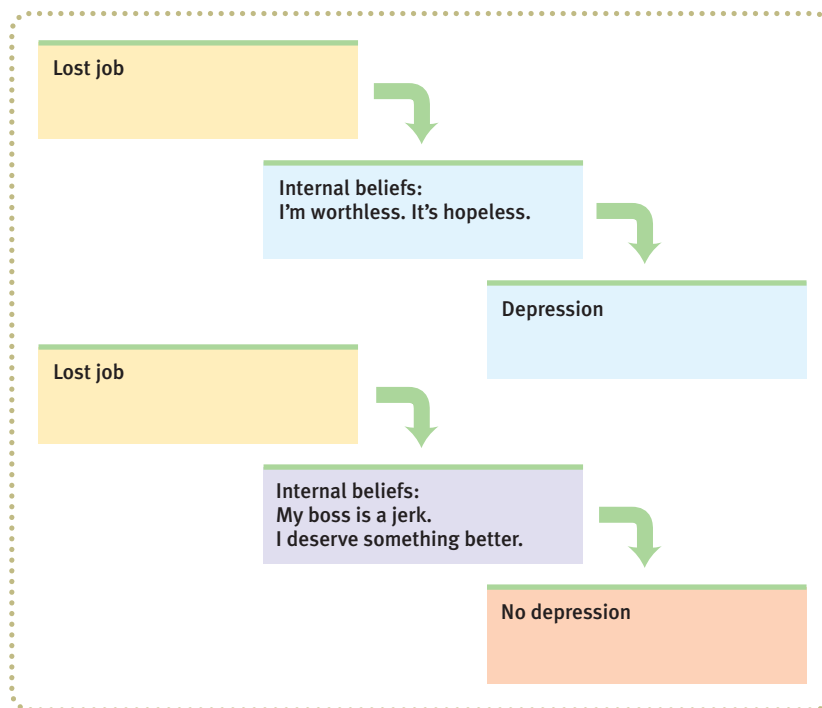 Lost job
Internal beliefs:
I’m worthless. It’s hopeless.
Depression
Lost job
Internal beliefs:
My boss is a jerk.
I deserve something better.
No depression